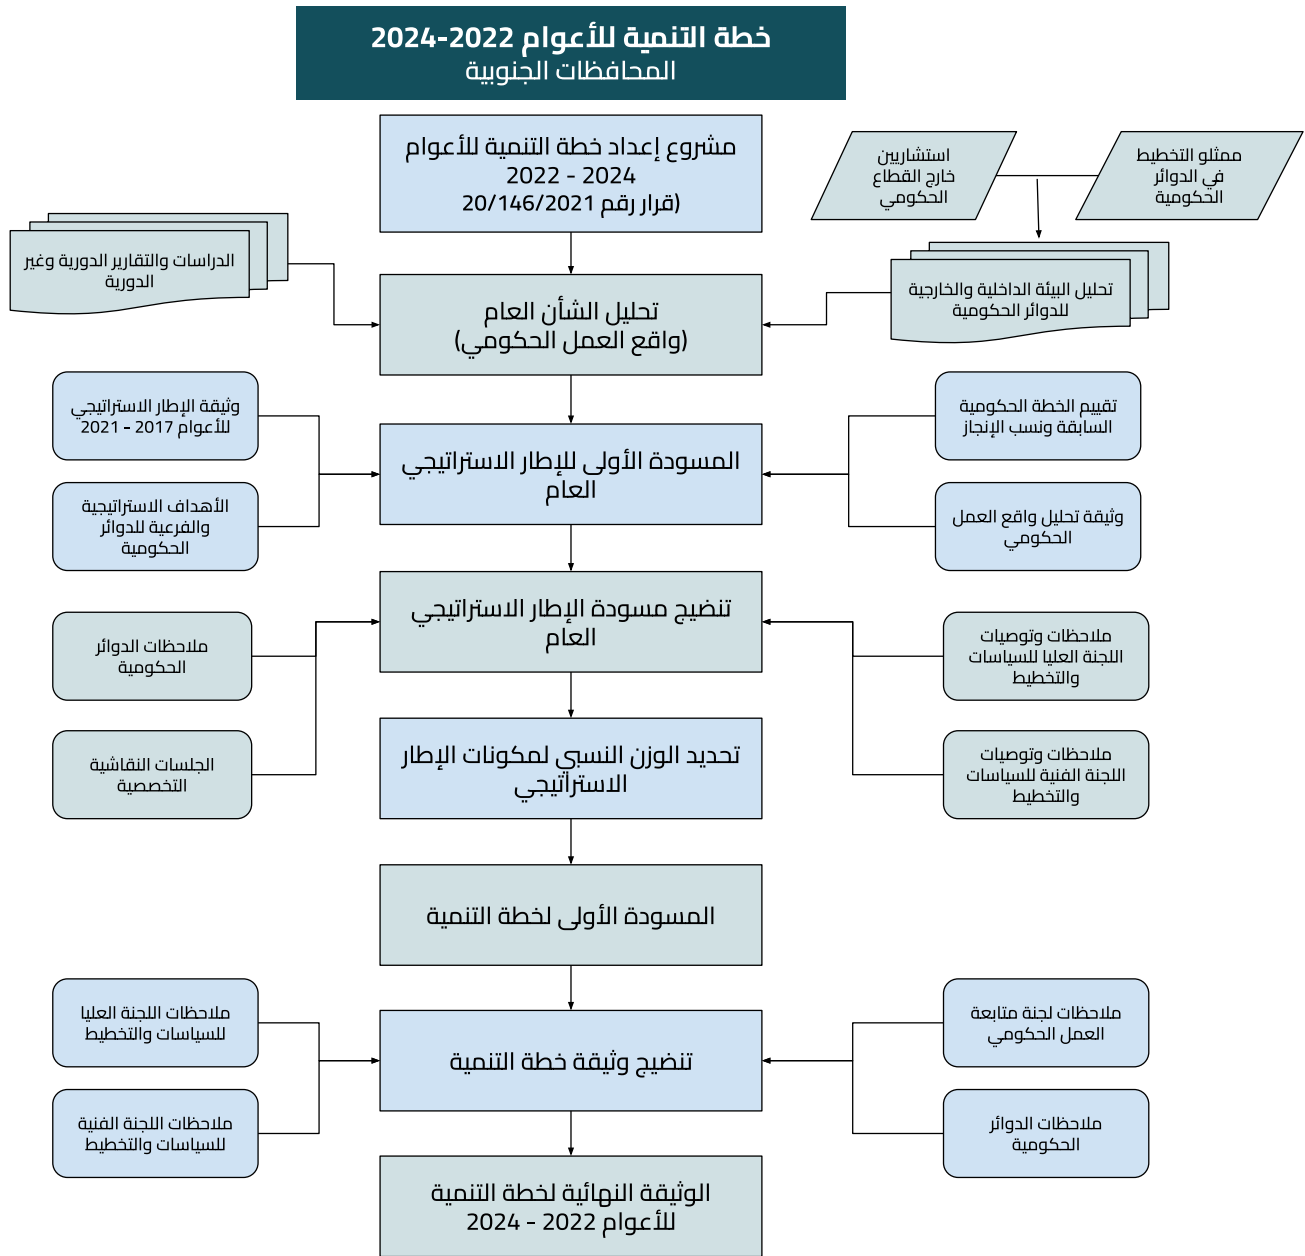 خطة التنمية للأعوام 2022-2024
المحافظات الجنوبية
مشروع إعداد خطة التنمية للأعوام
2022 - 2024
(قرار رقم 20/146/2021
ممثلو التخطيط
في الدوائر
الحكومية
استشاريين
خارج القطاع
الحكومي
تحليل البيئة الداخلية والخارجية
للدوائر الحكومية
الدراسات والتقارير الدورية وغير
الدورية
تحليل الشأن العام
(واقع العمل الحكومي)
تقييم الخطة الحكومية
السابقة ونسب الإنجاز
وثيقة تحليل واقع العمل
الحكومي
المسودة الأولى للإطار الاستراتيجي
العام
وثيقة الإطار الاستراتيجي
للأعوام 2017 - 2021
الأهداف الاستراتيجية
والفرعية للدوائر
الحكومية
ملاحظات وتوصيات
اللجنة العليا للسياسات
والتخطيط
ملاحظات وتوصيات
اللجنة الفنية للسياسات
والتخطيط
تنضيج مسودة الإطار الاستراتيجي
العام
ملاحظات الدوائر
الحكومية
الجلسات النقاشية
التخصصية
تحديد الوزن النسبي لمكونات الإطار
الاستراتيجي
المسودة الأولى لخطة التنمية
ملاحظات لجنة متابعة
العمل الحكومي
ملاحظات الدوائر
الحكومية
تنضيج وثيقة خطة التنمية
ملاحظات اللجنة العليا
للسياسات والتخطيط
ملاحظات اللجنة الفنية
للسياسات والتخطيط
الوثيقة النهائية لخطة التنمية
للأعوام 2022 - 2024